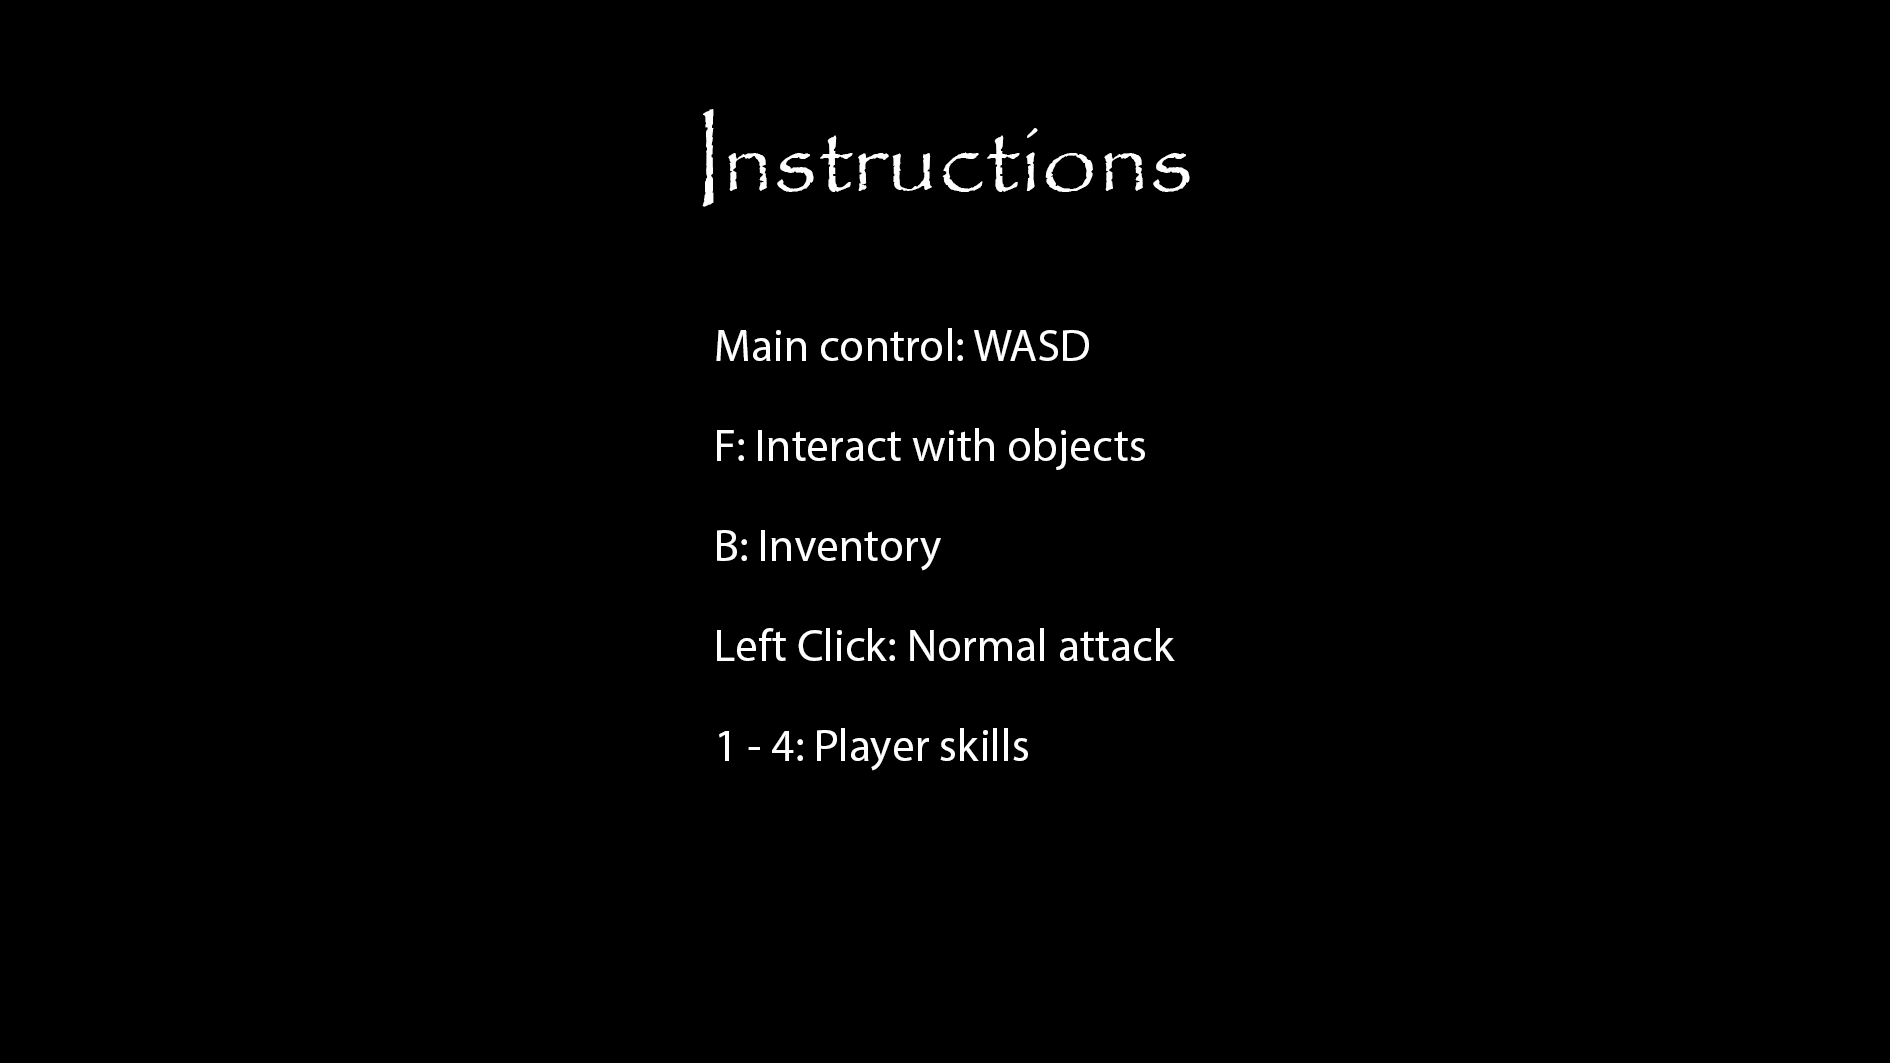 Instructions
Main control: WASD
F: Interact with objects
B: Inventory
Left Click: Normal attack
1 - 4: Player skills